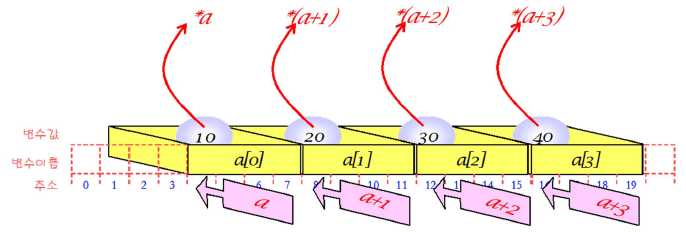 *a *(a+1) *(a+2) *(a+3)
변수값 10 20 30 40
변수이름 a[0] a[1] a[2] a[3]
주소 0 1 2 3 6 7 8 10 11 12 14 15 18 19
a a+1 a+2 a+3